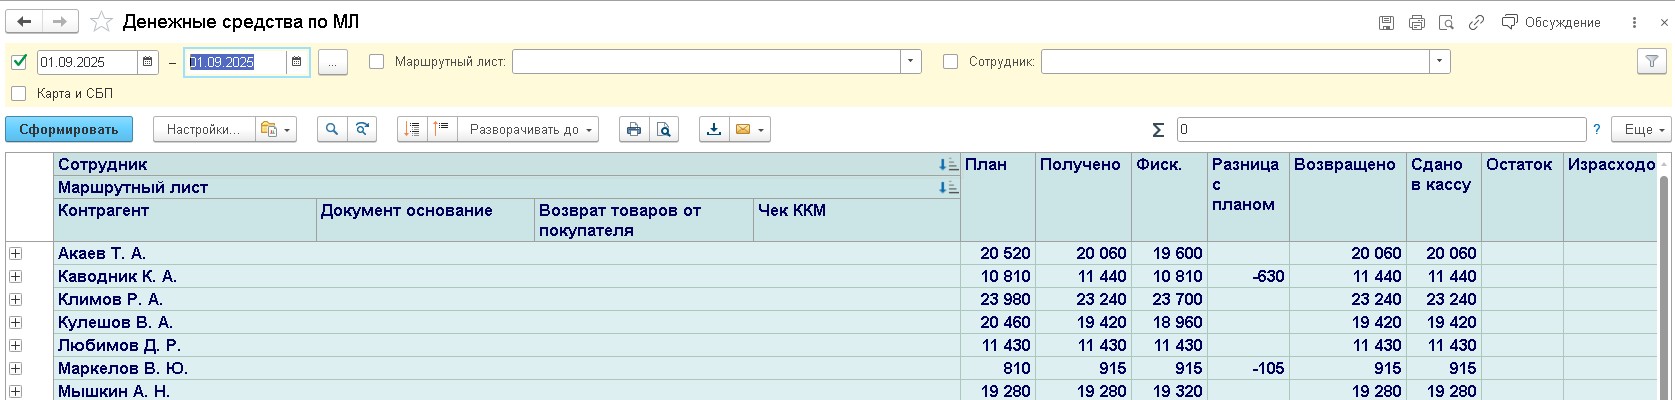 Денежные средства по МЛ
Обсуждение
01.09.2025 – 01.09.2025 ... Маршрутный лист: Сотрудник:
Карта и СБП
Сформировать Настройки... Разворачивать до Σ 0 ? Еще
Сотрудник План Получено Фиск. Разница с планом Возвращено Сдано в кассу Остаток Израсходо
Маршрутный лист
Контрагент Документ основание Возврат товаров от покупателя Чек ККМ
Акаев Т. А. 20 520 20 060 19 600 20 060 20 060
Каводник К. А. 10 810 11 440 10 810 -630 11 440 11 440
Климов Р. А. 23 980 23 240 23 700 23 240 23 240
Кулешов В. А. 20 460 19 420 18 960 19 420 19 420
Любимов Д. Р. 11 430 11 430 11 430 11 430 11 430
Маркелов В. Ю. 810 915 915 -105 915 915
Мышкин А. Н. 19 280 19 280 19 320 19 280 19 280